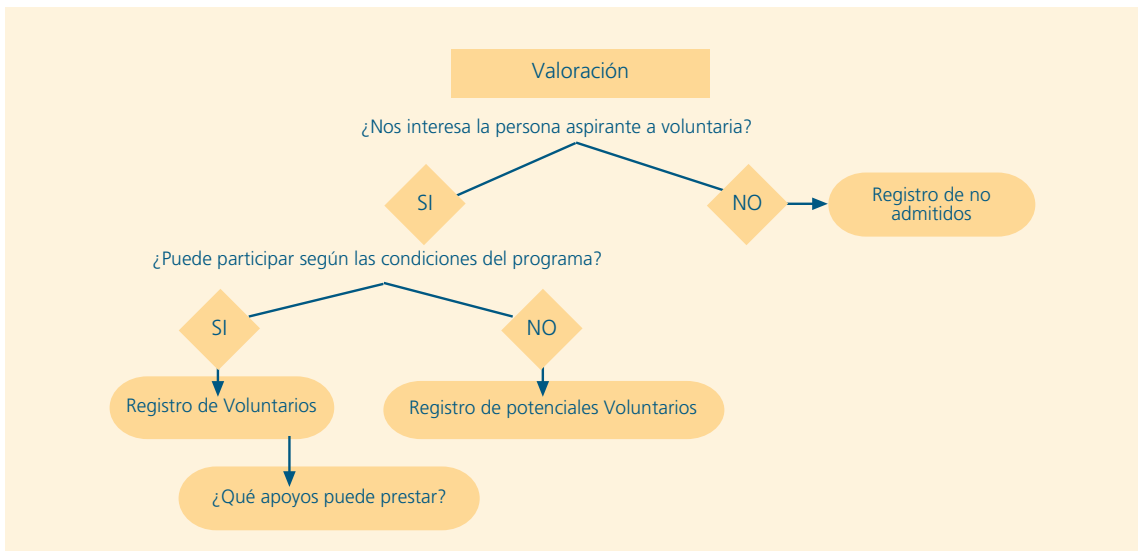 Valoración
¿Nos interesa la persona aspirante a voluntaria?
SI
NO
Registro de no
admitidos
¿Puede participar según las condiciones del programa?
SI
NO
Registro de Voluntarios
Registro de potenciales Voluntarios
¿Qué apoyos puede prestar?